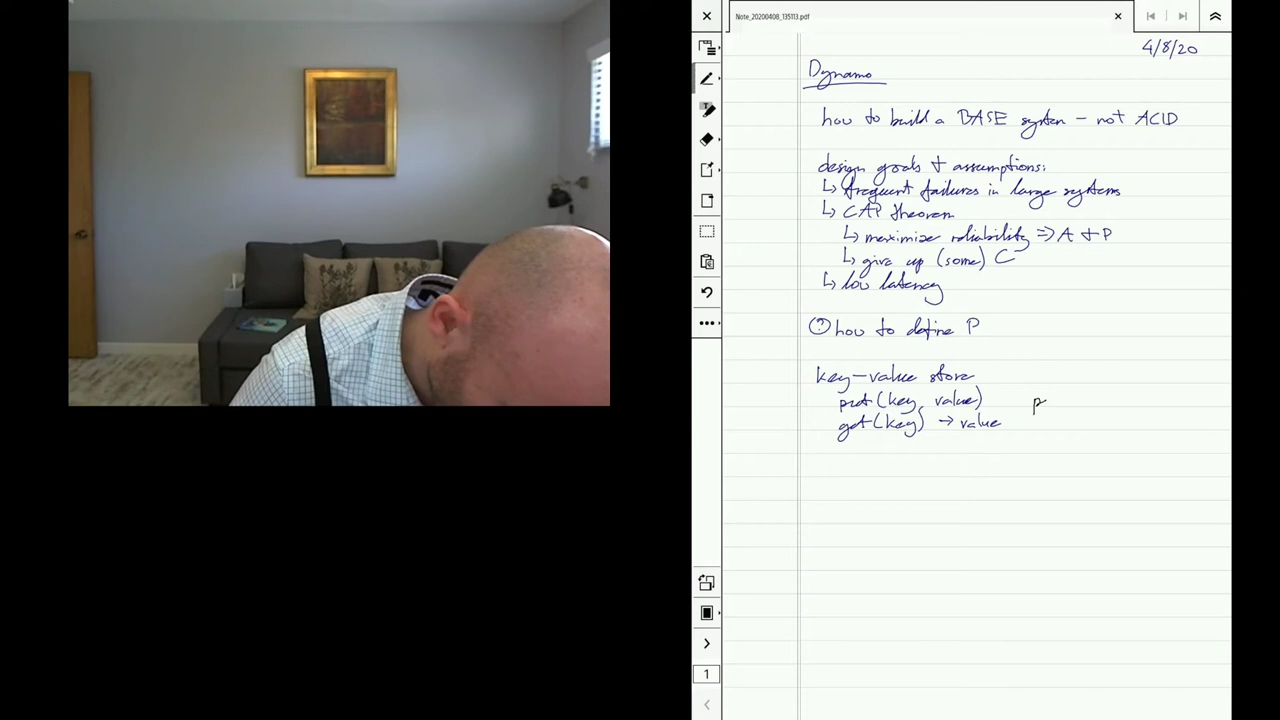 Note_20200408_135113.pdf
4/8/20
Dynamo
how to build a BASE system - not ACID
design goals + assumptions:
↳ frequent failures in large systems
↳ CAP theorem
↳ maximize reliability => A + P
↳ give up (some) C
↳ low latency
? how to define P
key-value store
put(key, value)
get(key) → value
p
1